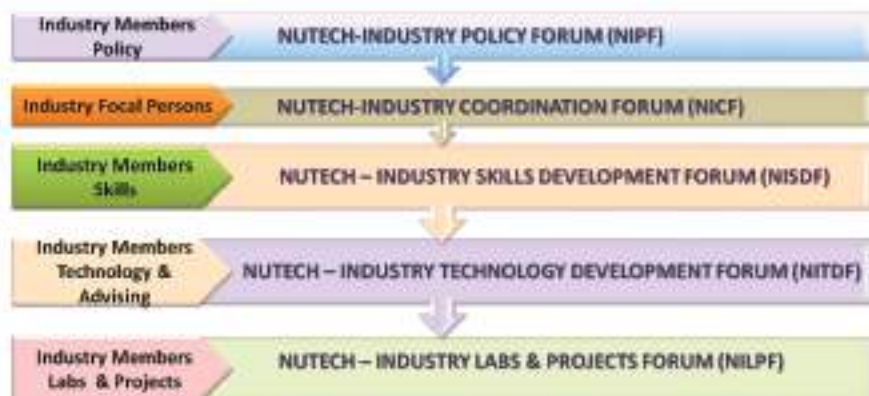 Industry Members
Policy
NUTECH-INDUSTRY POLICY FORUM (NIPF)
Industry Focal Persons
NUTECH-INDUSTRY COORDINATION FORUM (NICF)
Industry Members
Skills
NUTECH – INDUSTRY SKILLS DEVELOPMENT FORUM (NISDF)
Industry Members
Technology &
Advising
NUTECH – INDUSTRY TECHNOLOGY DEVELOPMENT FORUM (NITDF)
Industry Members
Labs & Projects
NUTECH – INDUSTRY LABS & PROJECTS FORUM (NILPF)